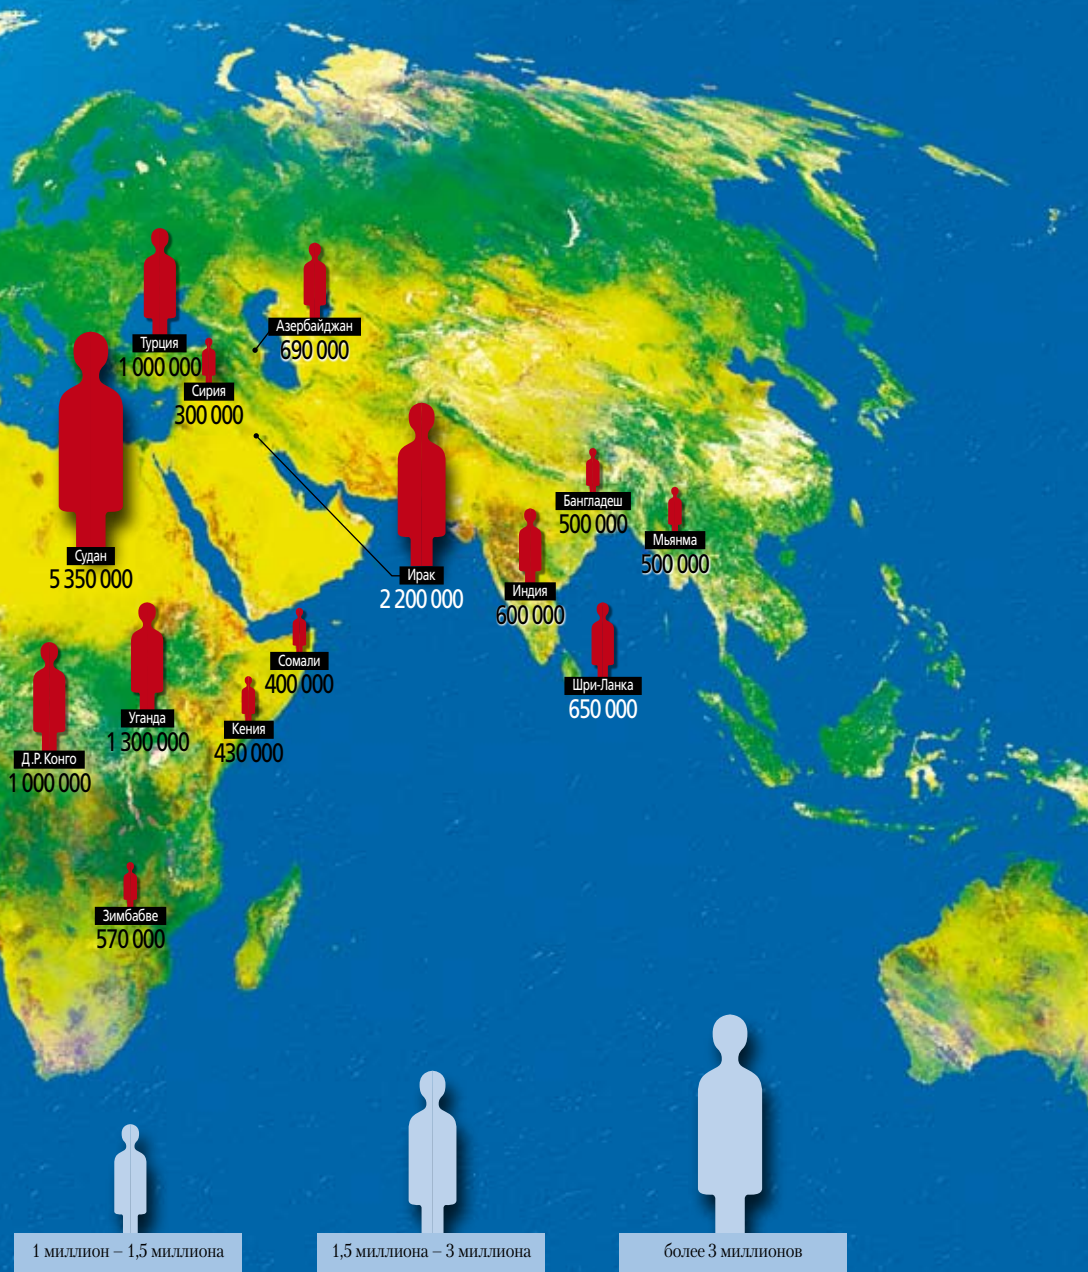 Турция
1 000 000
Азербайджан
690 000
Сирия
300 000
Судан
5 350 000
Ирак
2 200 000
Бангладеш
500 000
Мьянма
500 000
Индия
600 000
Шри-Ланка
650 000
Сомали
400 000
Уганда
1 300 000
Кения
430 000
Д.Р. Конго
1 000 000
Зимбабве
570 000
1 миллион – 1,5 миллиона
1,5 миллиона – 3 миллиона
более 3 миллионов